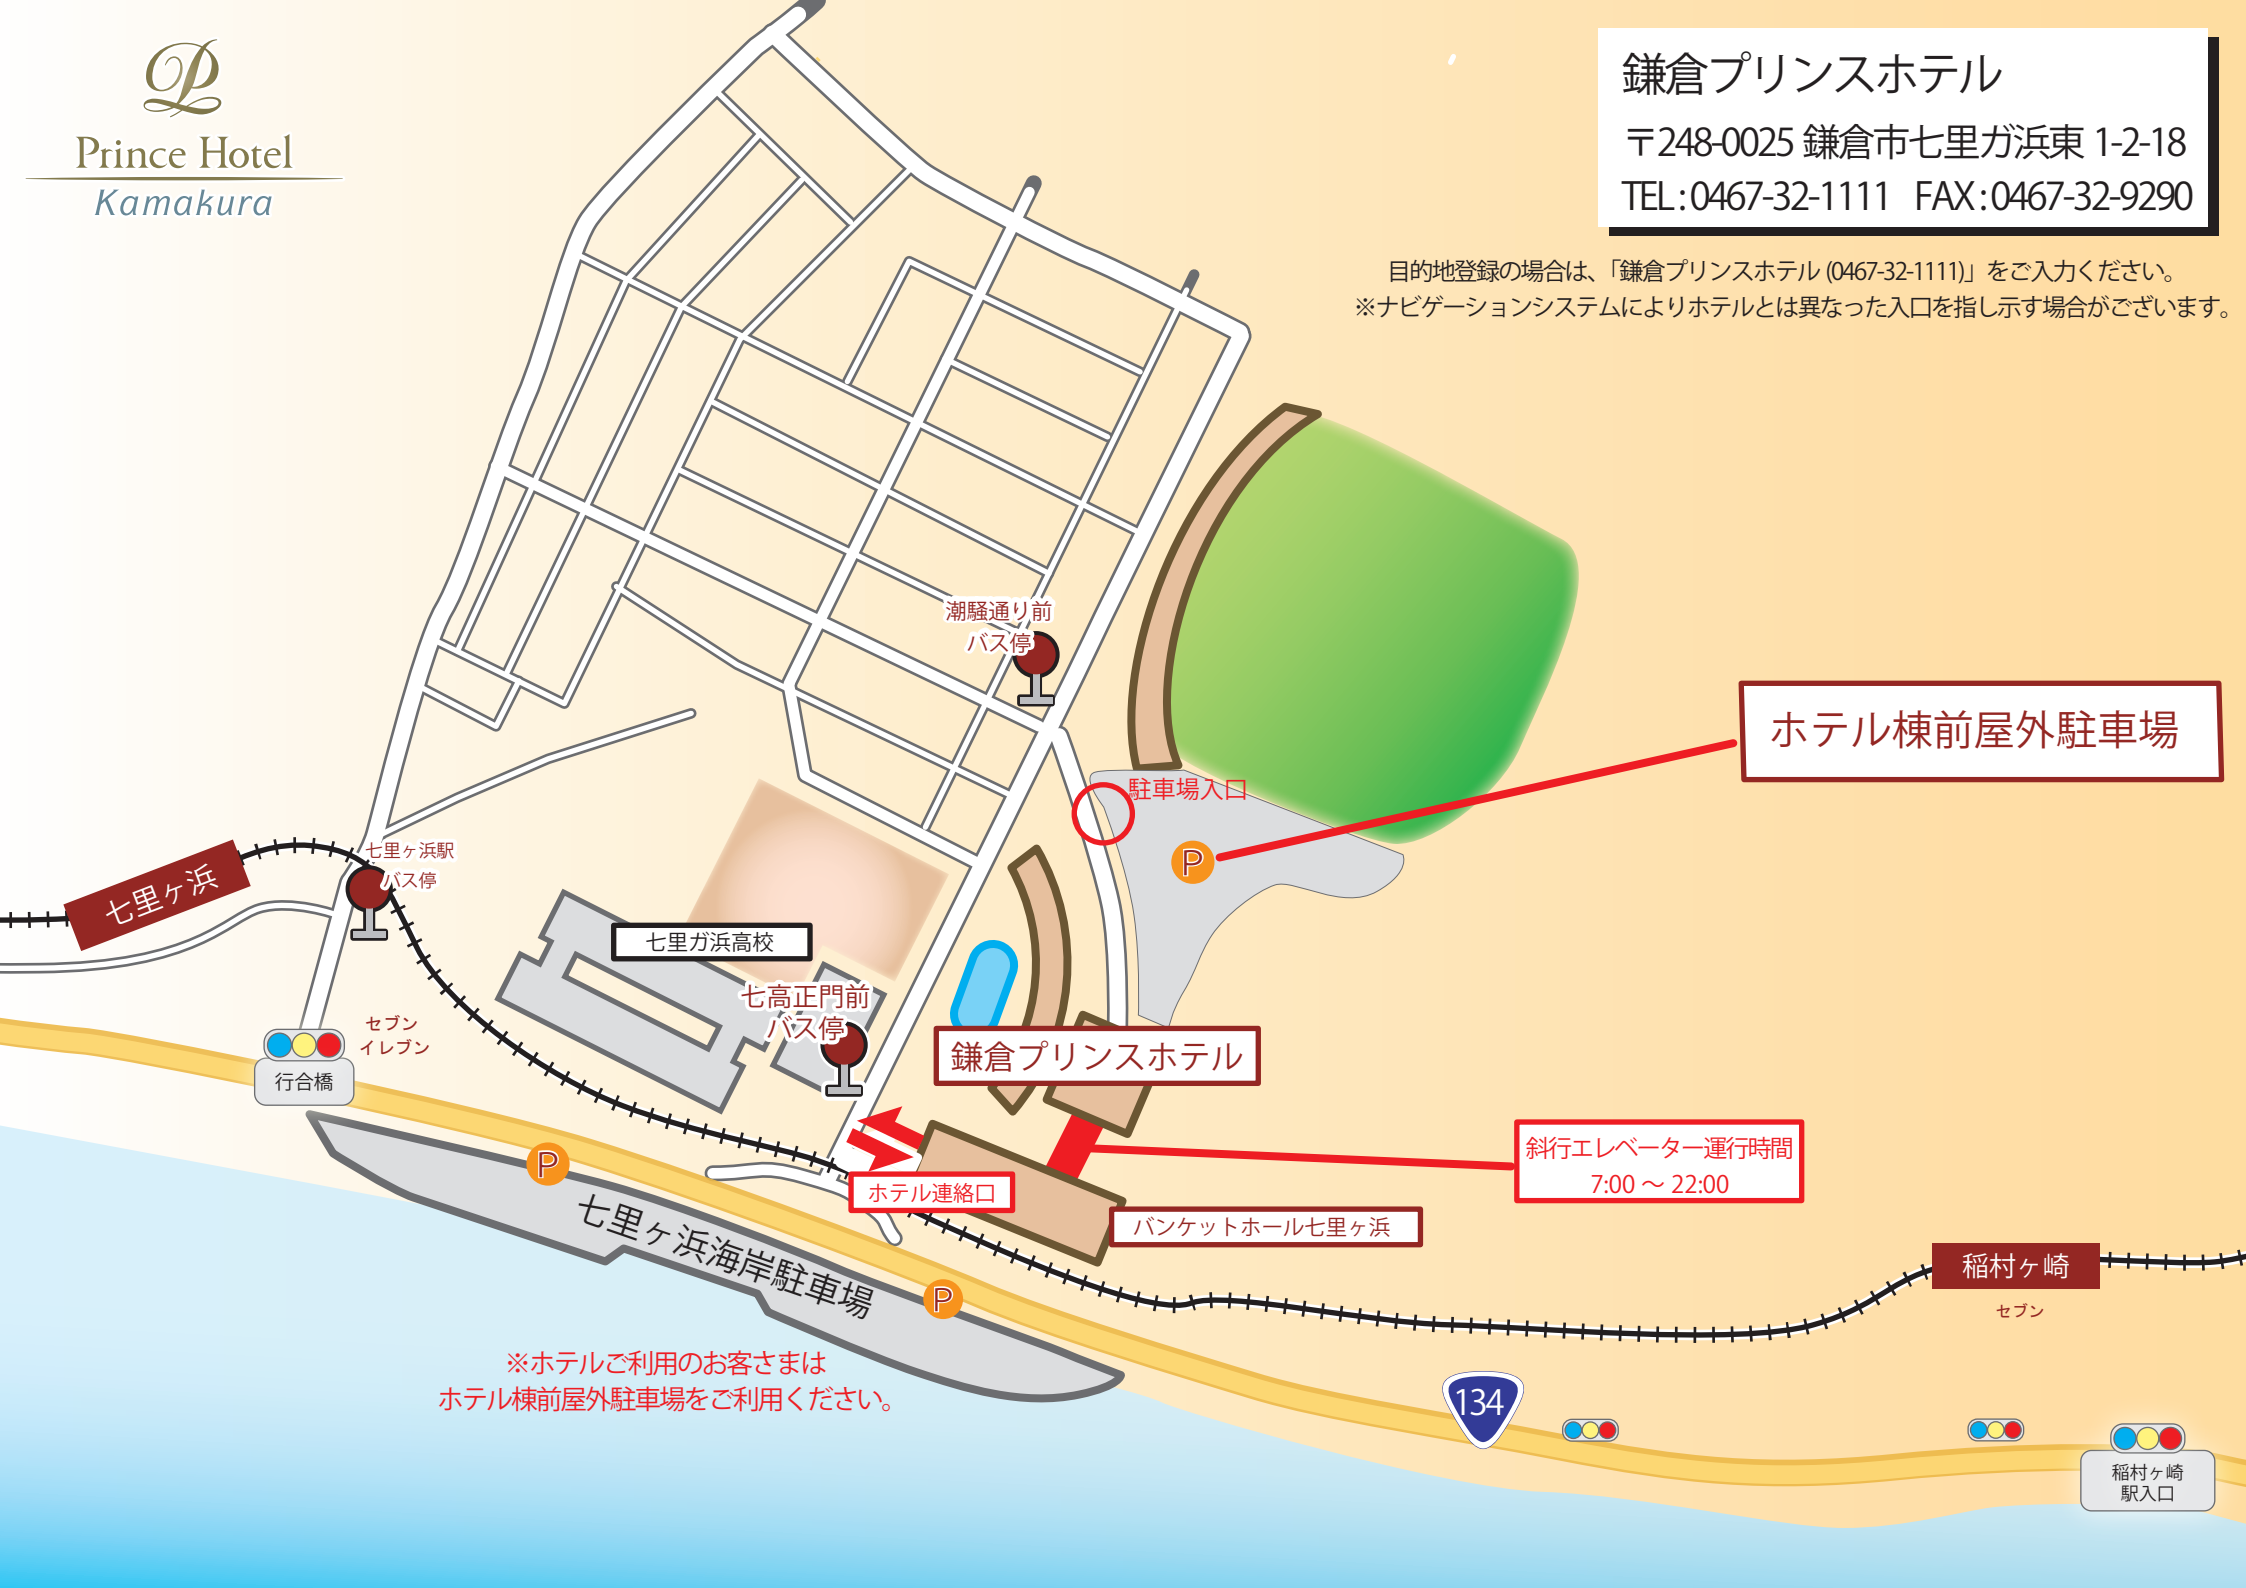 P
Prince Hotel
Kamakura
鎌倉プリンスホテル
〒248-0025 鎌倉市七里ガ浜東 1-2-18
TEL:0467-32-1111 FAX:0467-32-9290
目的地登録の場合は、「鎌倉プリンスホテル (0467-32-1111)」をご入力ください。
※ナビゲーションシステムによりホテルとは異なった入口を指し示す場合がございます。
潮騒通り前
バス停
ホテル棟前屋外駐車場
駐車場入口
P
七里ヶ浜
七里ヶ浜駅
バス停
七里ガ浜高校
七高正門前
バス停
セブン
イレブン
行合橋
鎌倉プリンスホテル
斜行エレベーター運行時間
7:00 〜 22:00
ホテル連絡口
バンケットホール七里ヶ浜
P
七里ヶ浜海岸駐車場
P
稲村ヶ崎
セブン
※ホテルご利用のお客さまは
ホテル棟前屋外駐車場をご利用ください。
134
稲村ヶ崎
駅入口